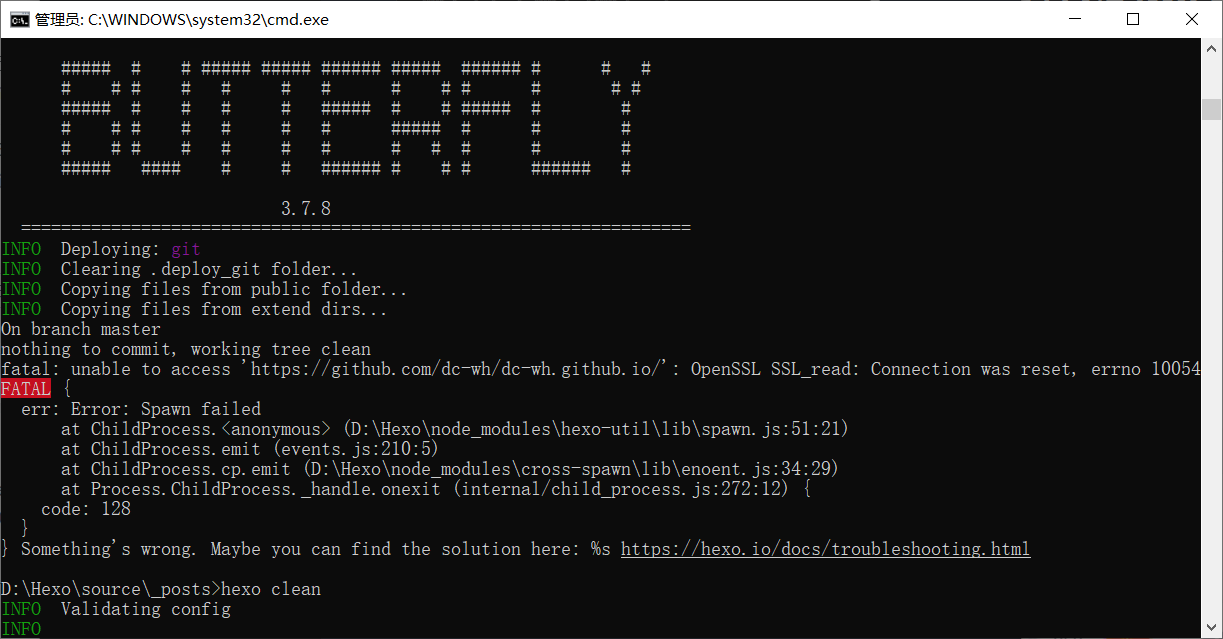 管理员: C:\WINDOWS\system32\cmd.exe
BUTTERFLY
3.7.8
===================================================================
INFO  Deploying: git
INFO  Clearing .deploy_git folder...
INFO  Copying files from public folder...
INFO  Copying files from extend dirs...
On branch master
nothing to commit, working tree clean
fatal: unable to access 'https://github.com/dc-wh/dc-wh.github.io/': OpenSSL SSL_read: Connection was reset, errno 10054
FATAL {
  err: Error: Spawn failed
      at ChildProcess.<anonymous> (D:\Hexo\node_modules\hexo-util\lib\spawn.js:51:21)
      at ChildProcess.emit (events.js:210:5)
      at ChildProcess.cp.emit (D:\Hexo\node_modules\cross-spawn\lib\enoent.js:34:29)
      at Process.ChildProcess._handle.onexit (internal/child_process.js:272:12) {
    code: 128
  }
} Something's wrong. Maybe you can find the solution here: %s https://hexo.io/docs/troubleshooting.html
D:\Hexo\source\_posts>hexo clean
INFO  Validating config
INFO